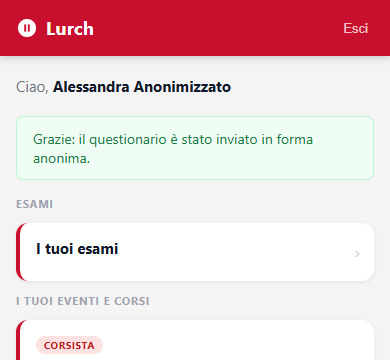 Lurch
Esci
Ciao, Alessandra Anonimizzato
Grazie: il questionario è stato inviato in forma
anonima.
ESAMI
I tuoi esami
I TUOI EVENTI E CORSI
CORSISTA